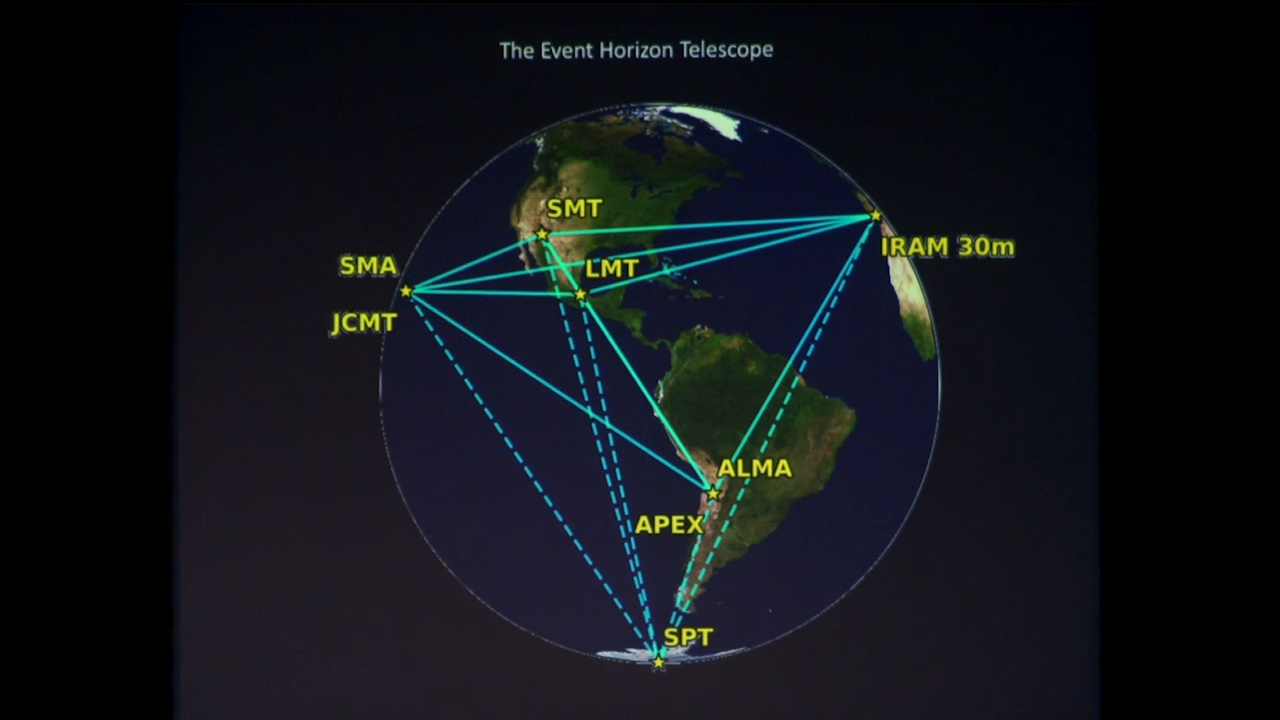 The Event Horizon Telescope
SMT
SMA
LMT
IRAM 30m
JCMT
ALMA
APEX
SPT